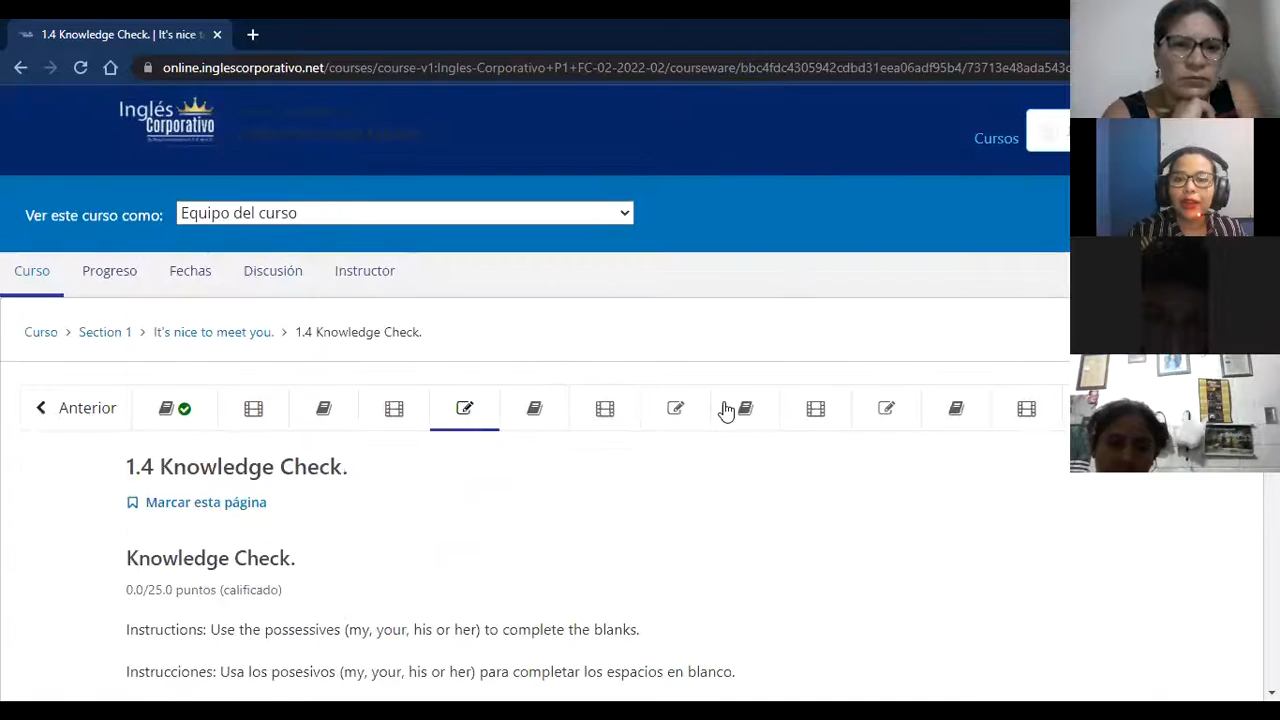 1.4 Knowledge Check. | It's nice t
online.inglescorporativo.net/courses/course-v1:Ingles-Corporativo+P1+FC-02-2022-02/courseware/bbc4fdc4305942cdbd31eea06adf95b4/73713e48ada543c
Inglés
Corporativo
Cursos
Ver este curso como:
Equipo del curso
Curso
Progreso
Fechas
Discusión
Instructor
Curso > Section 1 > It's nice to meet you. > 1.4 Knowledge Check.
Anterior
1.4 Knowledge Check.
Marcar esta página
Knowledge Check.
0.0/25.0 puntos (calificado)
Instructions: Use the possessives (my, your, his or her) to complete the blanks.
Instrucciones: Usa los posesivos (my, your, his or her) para completar los espacios en blanco.